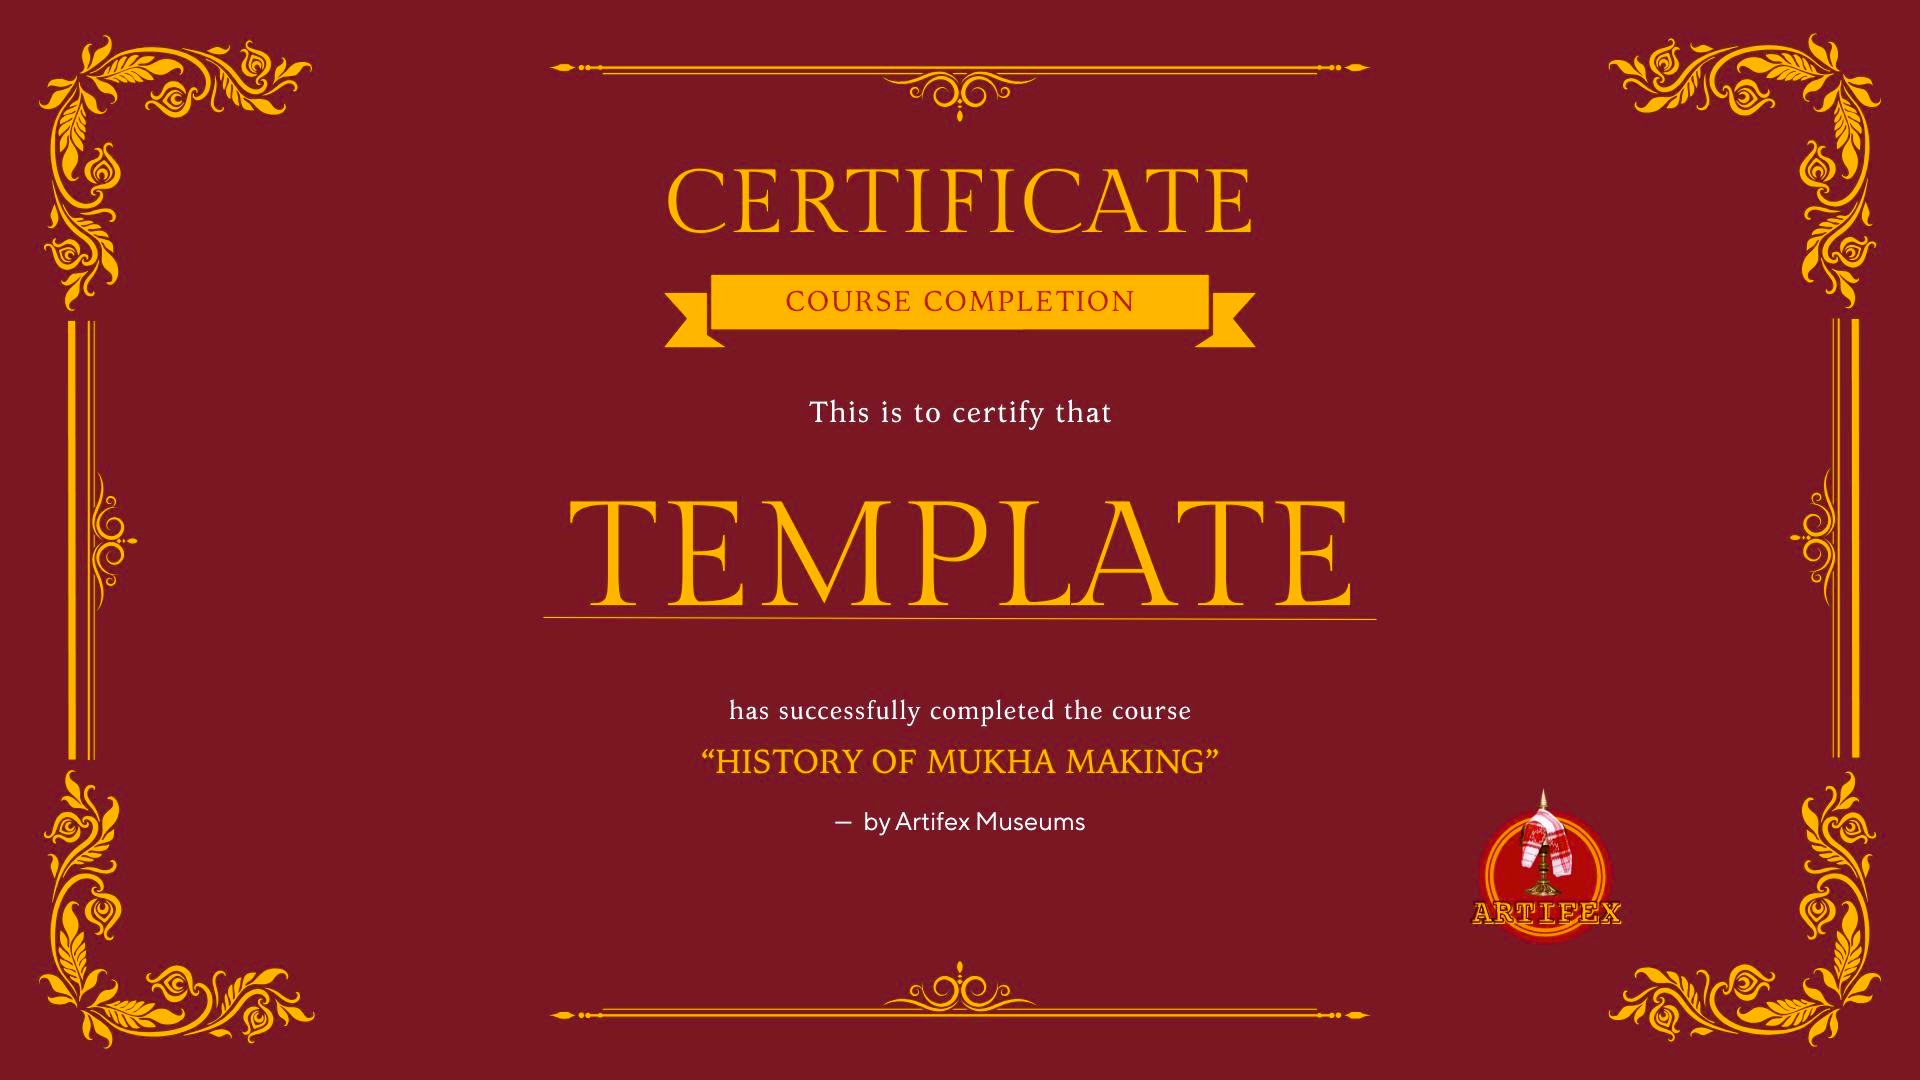 CERTIFICATE
COURSE COMPLETION
This is to certify that
TEMPLATE
has successfully completed the course
“HISTORY OF MUKHA MAKING”
— by Artifex Museums
ARTIFEX